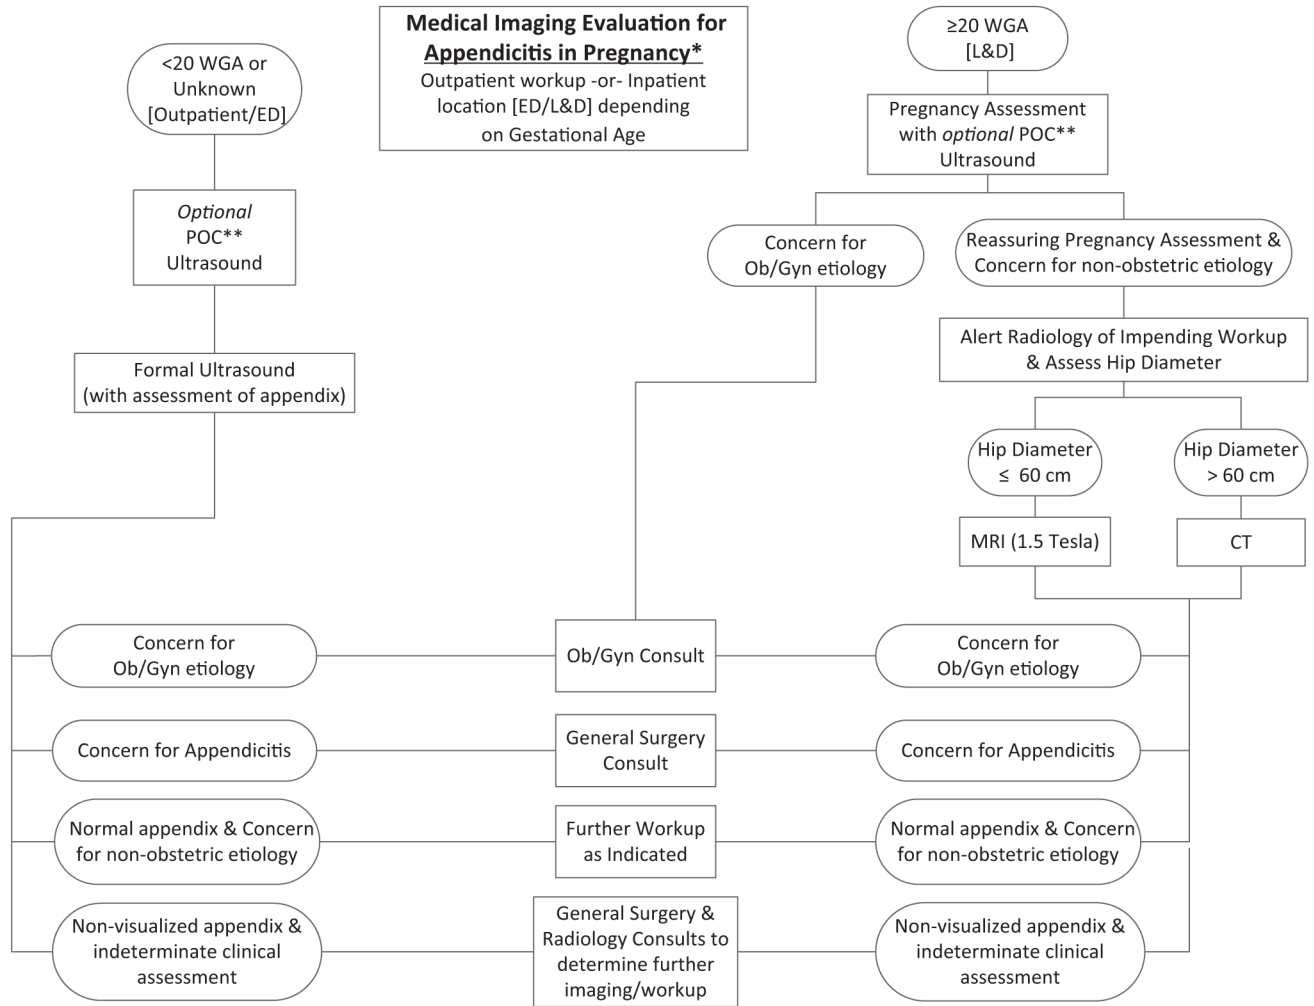 Medical Imaging Evaluation for
Appendicitis in Pregnancy*
Outpatient workup -or- Inpatient
location [ED/L&D] depending
on Gestational Age
<20 WGA or
Unknown
[Outpatient/ED]
Optional
POC**
Ultrasound
Formal Ultrasound
(with assessment of appendix)
≥20 WGA
[L&D]
Pregnancy Assessment
with optional POC**
Ultrasound
Concern for
Ob/Gyn etiology
Reassuring Pregnancy Assessment &
Concern for non-obstetric etiology
Alert Radiology of Impending Workup
& Assess Hip Diameter
Hip Diameter
≤ 60 cm
Hip Diameter
> 60 cm
MRI (1.5 Tesla)
CT
Concern for
Ob/Gyn etiology
Ob/Gyn Consult
Concern for
Ob/Gyn etiology
Concern for Appendicitis
General Surgery
Consult
Concern for Appendicitis
Normal appendix & Concern
for non-obstetric etiology
Further Workup
as Indicated
Normal appendix & Concern
for non-obstetric etiology
Non-visualized appendix &
indeterminate clinical
assessment
General Surgery &
Radiology Consults to
determine further
imaging/workup
Non-visualized appendix &
indeterminate clinical
assessment